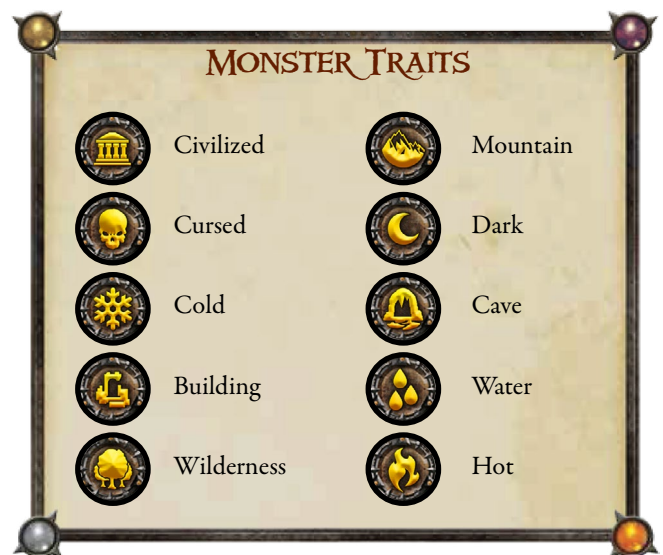 Monster Traits
Civilized
Mountain
Cursed
Dark
Cold
Cave
Building
Water
Wilderness
Hot